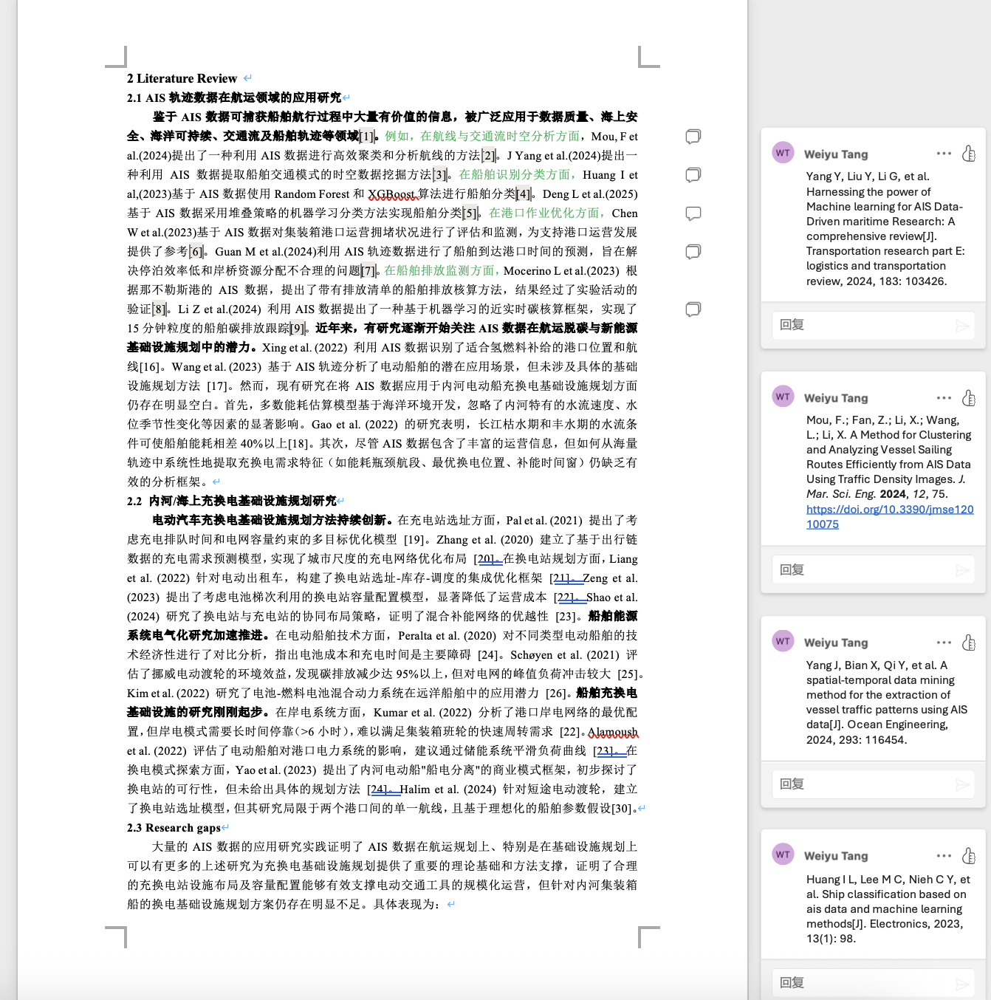 2 Literature Review
2.1 AIS 轨迹数据在航运领域的应用研究
鉴于 AIS 数据可捕获船舶航行过程中大量有价值的信息，被广泛应用于数据质量、海上安
全、海洋可持续、交通流及船舶轨迹等领域[1]。例如，在航线与交通流时空分析方面，Mou, F et
al.(2024)提出了一种利用 AIS 数据进行高效聚类和分析航线的方法[2]。J Yang et al.(2024)提出一
种利用 AIS 数据提取船舶交通模式的时空数据挖掘方法[3]。在船舶识别分类方面，Huang I et
al,(2023)基于 AIS 数据使用 Random Forest 和 XGBoost 算法进行船舶分类[4]。Deng L et al.(2025)
基于 AIS 数据采用堆叠策略的机器学习分类方法实现船舶分类[5]。在港口作业优化方面，Chen
W et al.(2023)基于 AIS 数据对集装箱港口运营拥堵状况进行了评估和监测，为支持港口运营发展
提供了参考[6]。Guan M et al.(2024)利用 AIS 轨迹数据进行了船舶到达港口时间的预测，旨在解
决停泊效率低和岸桥资源分配不合理的问题[7]。在船舶排放监测方面，Mocerino L et al.(2023) 根
据那不勒斯港的 AIS 数据，提出了带有排放清单的船舶排放核算方法，结果经过了实验活动的
验证[8]。Li Z et al.(2024) 利用 AIS 数据提出了一种基于机器学习的近实时碳核算框架，实现了
15 分钟粒度的船舶碳排放跟踪[9]。近年来，有研究逐渐开始关注 AIS 数据在航运脱碳与新能源
基础设施规划中的潜力。Xing et al. (2022) 利用 AIS 数据识别了适合氢燃料补给的港口位置和航
线[16]。Wang et al. (2023) 基于 AIS 轨迹分析了电动船舶的潜在应用场景，但未涉及具体的基础
设施规划方法 [17]。然而，现有研究在将 AIS 数据应用于内河电动船充换电基础设施规划方面
仍存在明显空白。首先，多数能耗估算模型基于海洋环境开发，忽略了内河特有的水流速度、水
位季节性变化等因素的显著影响。Gao et al. (2022) 的研究表明，长江枯水期和丰水期的水流条
件可使船舶能耗相差 40%以上[18]。其次，尽管 AIS 数据包含了丰富的运营信息，但如何从海量
轨迹中系统性地提取充换电需求特征（如能耗瓶颈航段、最优换电位置、补能时间窗）仍缺乏有
效的分析框架。
2.2 内河/海上充换电基础设施规划研究
电动汽车充换电基础设施规划方法持续创新。在充电站选址方面，Pal et al. (2021) 提出了考
虑充电排队时间和电网容量约束的多目标优化模型 [19]。Zhang et al. (2020) 建立了基于出行链
数据的充电需求预测模型，实现了城市尺度的充电网络优化布局 [20]。在换电站规划方面，Liang
et al. (2022) 针对电动出租车，构建了换电站选址-库存-调度的集成优化框架 [21]。Zeng et al.
(2023) 提出了考虑电池梯次利用的换电站容量配置模型，显著降低了运营成本 [22]。Shao et al.
(2024) 研究了换电站与充电站的协同布局策略，证明了混合补能网络的优越性 [23]。船舶能源
系统电气化研究加速推进。在电动船舶技术方面，Peralta et al. (2020) 对不同类型电动船舶的技
术经济性进行了对比分析，指出电池成本和充电时间是主要障碍 [24]。Schøyen et al. (2021) 评
估了挪威电动渡轮的环境效益，发现碳排放减少达 95%以上，但对电网的峰值负荷冲击较大 [25]。
Kim et al. (2022) 研究了电池-燃料电池混合动力系统在远洋船舶中的应用潜力 [26]。船舶充换电
基础设施的研究刚刚起步。在岸电系统方面，Kumar et al. (2022) 分析了港口岸电网络的最优配
置，但岸电模式需要长时间停靠（>6 小时），难以满足集装箱班轮的快速周转需求 [22]。Alamoush
et al. (2022) 评估了电动船舶对港口电力系统的影响，建议通过储能系统平滑负荷曲线 [23]。在
换电模式探索方面，Yao et al. (2023) 提出了内河电动船"船电分离"的商业模式框架，初步探讨了
换电站的可行性，但未给出具体的规划方法 [24]。Halim et al. (2024) 针对短途电动渡轮，建立
了换电站选址模型，但其研究局限于两个港口间的单一航线，且基于理想化的船舶参数假设[30]。
2.3 Research gaps
大量的 AIS 数据的应用研究实践证明了 AIS 数据在航运规划上、特别是在基础设施规划上
可以有更多的上述研究为充换电基础设施规划提供了重要的理论基础和方法支撑，证明了合理
的充换电站设施布局及容量配置能够有效支撑电动交通工具的规模化运营，但针对内河集装箱
船的换电基础设施规划方案仍存在明显不足。具体表现为：
WT Weiyu Tang
Yang Y, Liu Y, Li G, et al.
Harnessing the power of
Machine learning for AIS Data-
Driven maritime Research: A
comprehensive review[J].
Transportation research part E:
logistics and transportation
review, 2024, 183: 103426.
回复
WT Weiyu Tang
Mou, F.; Fan, Z.; Li, X.; Wang,
L.; Li, X. A Method for Clustering
and Analyzing Vessel Sailing
Routes Efficiently from AIS Data
Using Traffic Density Images. J.
Mar. Sci. Eng. 2024, 12, 75.
https://doi.org/10.3390/jmse120
10075
回复
WT Weiyu Tang
Yang J, Bian X, Qi Y, et al. A
spatial-temporal data mining
method for the extraction of
vessel traffic patterns using AIS
data[J]. Ocean Engineering,
2024, 293: 116454.
回复
WT Weiyu Tang
Huang I L, Lee M C, Nieh C Y, et
al. Ship classification based on
ais data and machine learning
methods[J]. Electronics, 2023,
13(1): 98.
回复